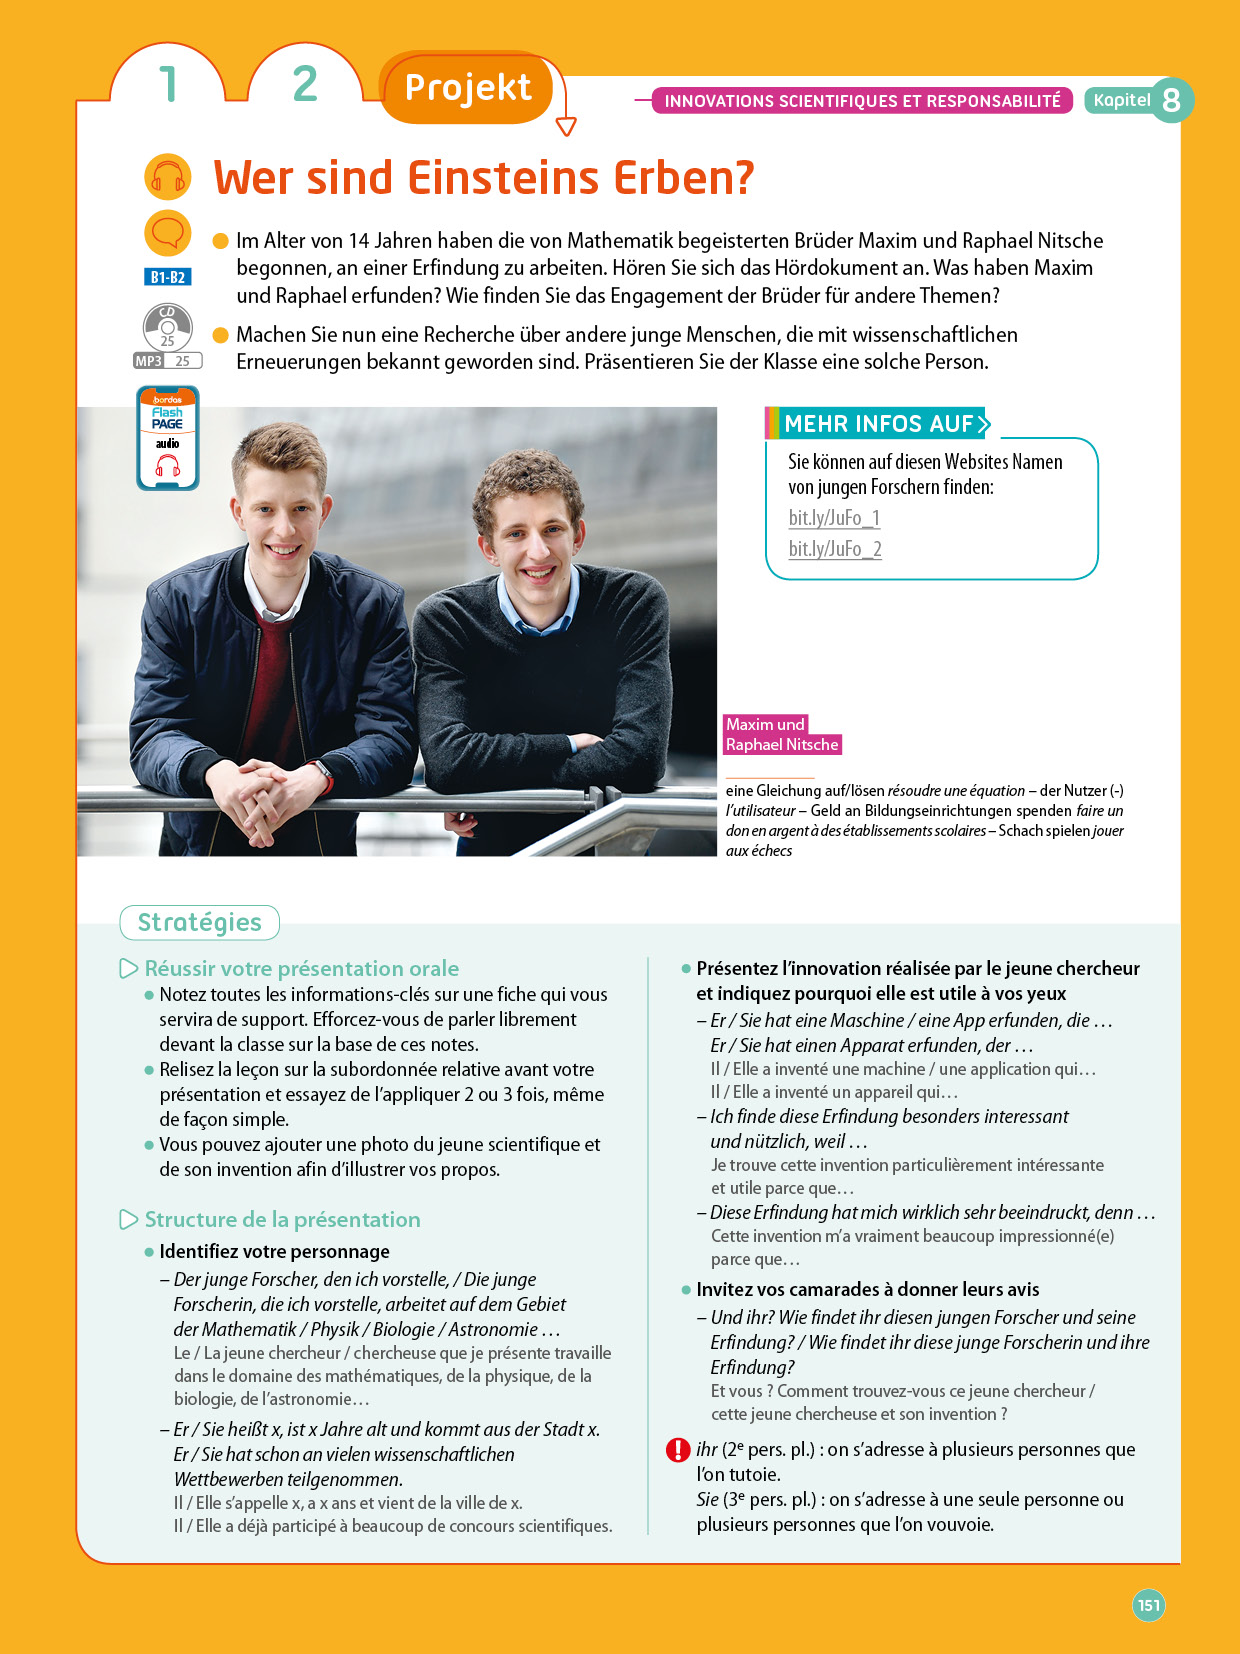 1
2
Projekt
INNOVATIONS SCIENTIFIQUES ET RESPONSABILITÉ
Kapitel 8
Wer sind Einsteins Erben?
B1-B2
CD
25
MP3 25
bordas
Flash
PAGE
audio
● Im Alter von 14 Jahren haben die von Mathematik begeisterten Brüder Maxim und Raphael Nitsche
begonnen, an einer Erfindung zu arbeiten. Hören Sie sich das Hördokument an. Was haben Maxim
und Raphael erfunden? Wie finden Sie das Engagement der Brüder für andere Themen?
● Machen Sie nun eine Recherche über andere junge Menschen, die mit wissenschaftlichen
Erneuerungen bekannt geworden sind. Präsentieren Sie der Klasse eine solche Person.
MEHR INFOS AUF
Sie können auf diesen Websites Namen
von jungen Forschern finden:
bit.ly/JuFo_1
bit.ly/JuFo_2
Maxim und
Raphael Nitsche
eine Gleichung auf/lösen résoudre une équation – der Nutzer (-)
l’utilisateur – Geld an Bildungseinrichtungen spenden faire un
don en argent à des établissements scolaires – Schach spielen jouer
aux échecs
Stratégies
Réussir votre présentation orale
● Notez toutes les informations-clés sur une fiche qui vous
servira de support. Efforcez-vous de parler librement
devant la classe sur la base de ces notes.
● Relisez la leçon sur la subordonnée relative avant votre
présentation et essayez de l’appliquer 2 ou 3 fois, même
de façon simple.
● Vous pouvez ajouter une photo du jeune scientifique et
de son invention afin d’illustrer vos propos.
Structure de la présentation
● Identifiez votre personnage
– Der junge Forscher, den ich vorstelle, / Die junge
Forscherin, die ich vorstelle, arbeitet auf dem Gebiet
der Mathematik / Physik / Biologie / Astronomie …
Le / La jeune chercheur / chercheuse que je présente travaille
dans le domaine des mathématiques, de la physique, de la
biologie, de l’astronomie…
– Er / Sie heißt x, ist x Jahre alt und kommt aus der Stadt x.
Er / Sie hat schon an vielen wissenschaftlichen
Wettbewerben teilgenommen.
Il / Elle s’appelle x, a x ans et vient de la ville de x.
Il / Elle a déjà participé à beaucoup de concours scientifiques.
● Présentez l’innovation réalisée par le jeune chercheur
et indiquez pourquoi elle est utile à vos yeux
– Er / Sie hat eine Maschine / eine App erfunden, die …
Er / Sie hat einen Apparat erfunden, der …
Il / Elle a inventé une machine / une application qui…
Il / Elle a inventé un appareil qui…
– Ich finde diese Erfindung besonders interessant
und nützlich, weil …
Je trouve cette invention particulièrement intéressante
et utile parce que…
– Diese Erfindung hat mich wirklich sehr beeindruckt, denn …
Cette invention m’a vraiment beaucoup impressionné(e)
parce que…
● Invitez vos camarades à donner leurs avis
– Und ihr? Wie findet ihr diesen jungen Forscher und seine
Erfindung? / Wie findet ihr diese junge Forscherin und ihre
Erfindung?
Et vous ? Comment trouvez-vous ce jeune chercheur /
cette jeune chercheuse et son invention ?
! ihr (2e pers. pl.) : on s’adresse à plusieurs personnes que
l’on tutoie.
Sie (3e pers. pl.) : on s’adresse à une seule personne ou
plusieurs personnes que l’on vouvoie.
151